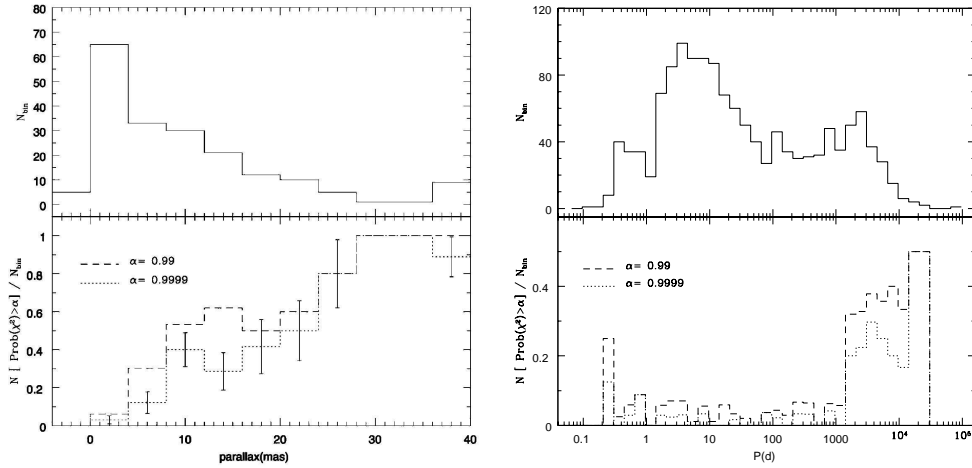 80
70
60
50
40
30
20
10
0
N_bin
1
0.8
0.6
0.4
0.2
0
N [ Prob(χ²)>α] / N_bin
α= 0.99
α= 0.9999
0 10 20 30 40
parallax(mas)
120
80
40
0
N_bin
0.4
0.2
0
N [ Prob(χ²)>α] / N_bin
α= 0.99
α= 0.9999
0.1 1 10 100 1000 10⁴ 10⁵ 10⁶
P(d)